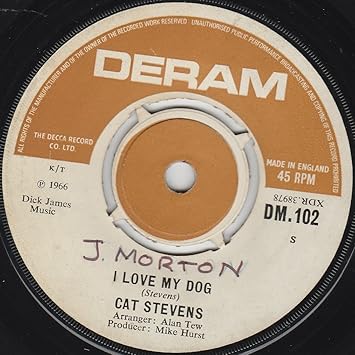 ALL RIGHTS OF THE MANUFACTURER AND OF THE OWNER OF THE RECORDED WORK RESERVED UNAUTHORISED PUBLIC PERFORMANCE BROADCASTING AND COPYING OF THIS RECORD PROHIBITED
DERAM
THE DECCA RECORD
CO. LTD.
MADE IN ENGLAND
45 RPM
K/T
℗ 1966
Dick James
Music
XDR.38978
DM.102
S
J. MORTON
I LOVE MY DOG
(Stevens)
CAT STEVENS
Arranger: Alan Tew
Producer: Mike Hurst